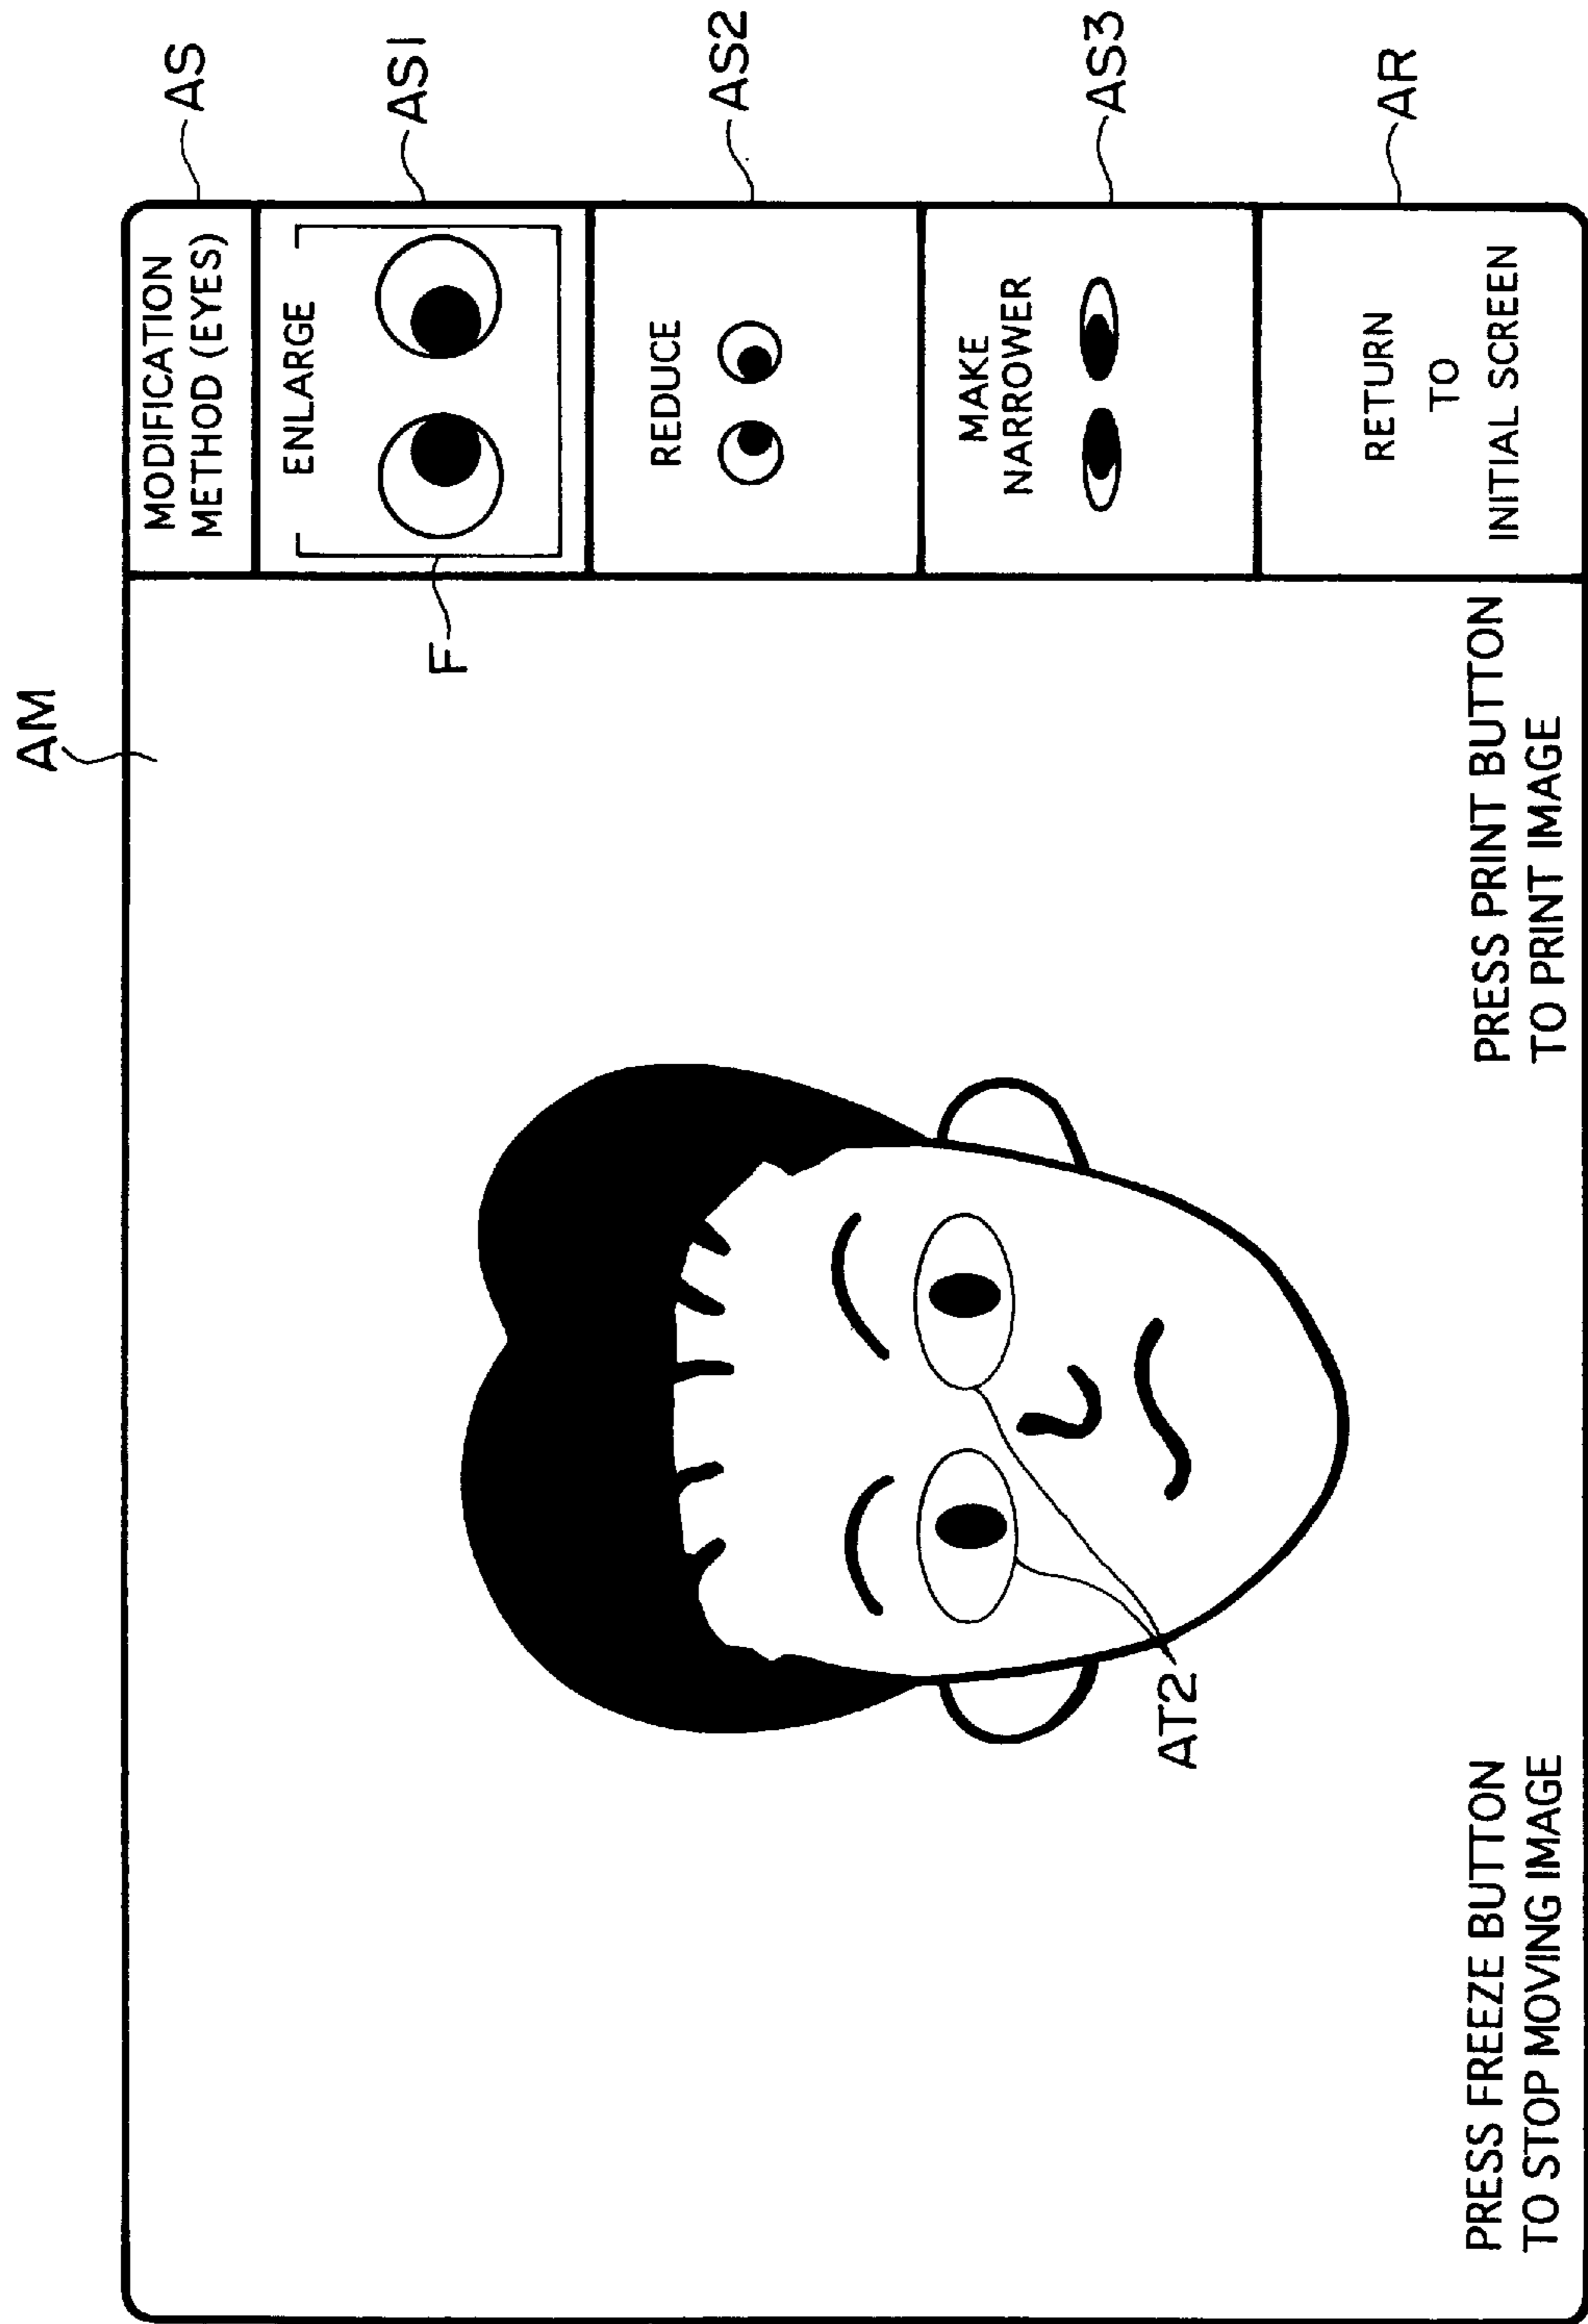 AM
MODIFICATION
METHOD (EYES)
AS
ENLARGE
AS1
F
REDUCE
AS2
MAKE
NARROWER
AS3
RETURN
TO
INITIAL SCREEN
AR
AT2
PRESS FREEZE BUTTON
TO STOP MOVING IMAGE
PRESS PRINT BUTTON
TO PRINT IMAGE